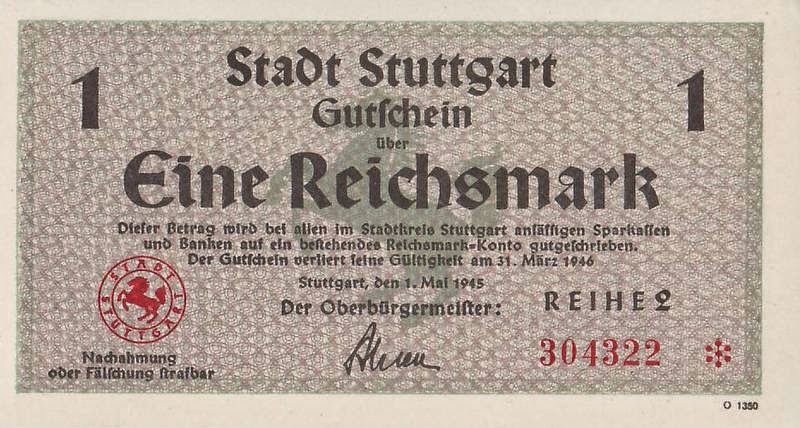 1
1
Stadt Stuttgart
Gutſchein
über
Eine Reichsmark
Dieſer Betrag wird bei allen im Stadtkreis Stuttgart anſäſſigen Sparkaſſen
und Banken auf ein beſtehendes Reichsmark-Konto gutgeſchrieben.
Der Gutſchein verliert ſeine Gültigkeit am 31. März 1946
Stuttgart, den 1. Mai 1945
Der Oberbürgermeiſter:
REIHE 2
STADT STUTTGART
Nachahmung
oder Fälſchung ſtrafbar
304322 *
O 1350